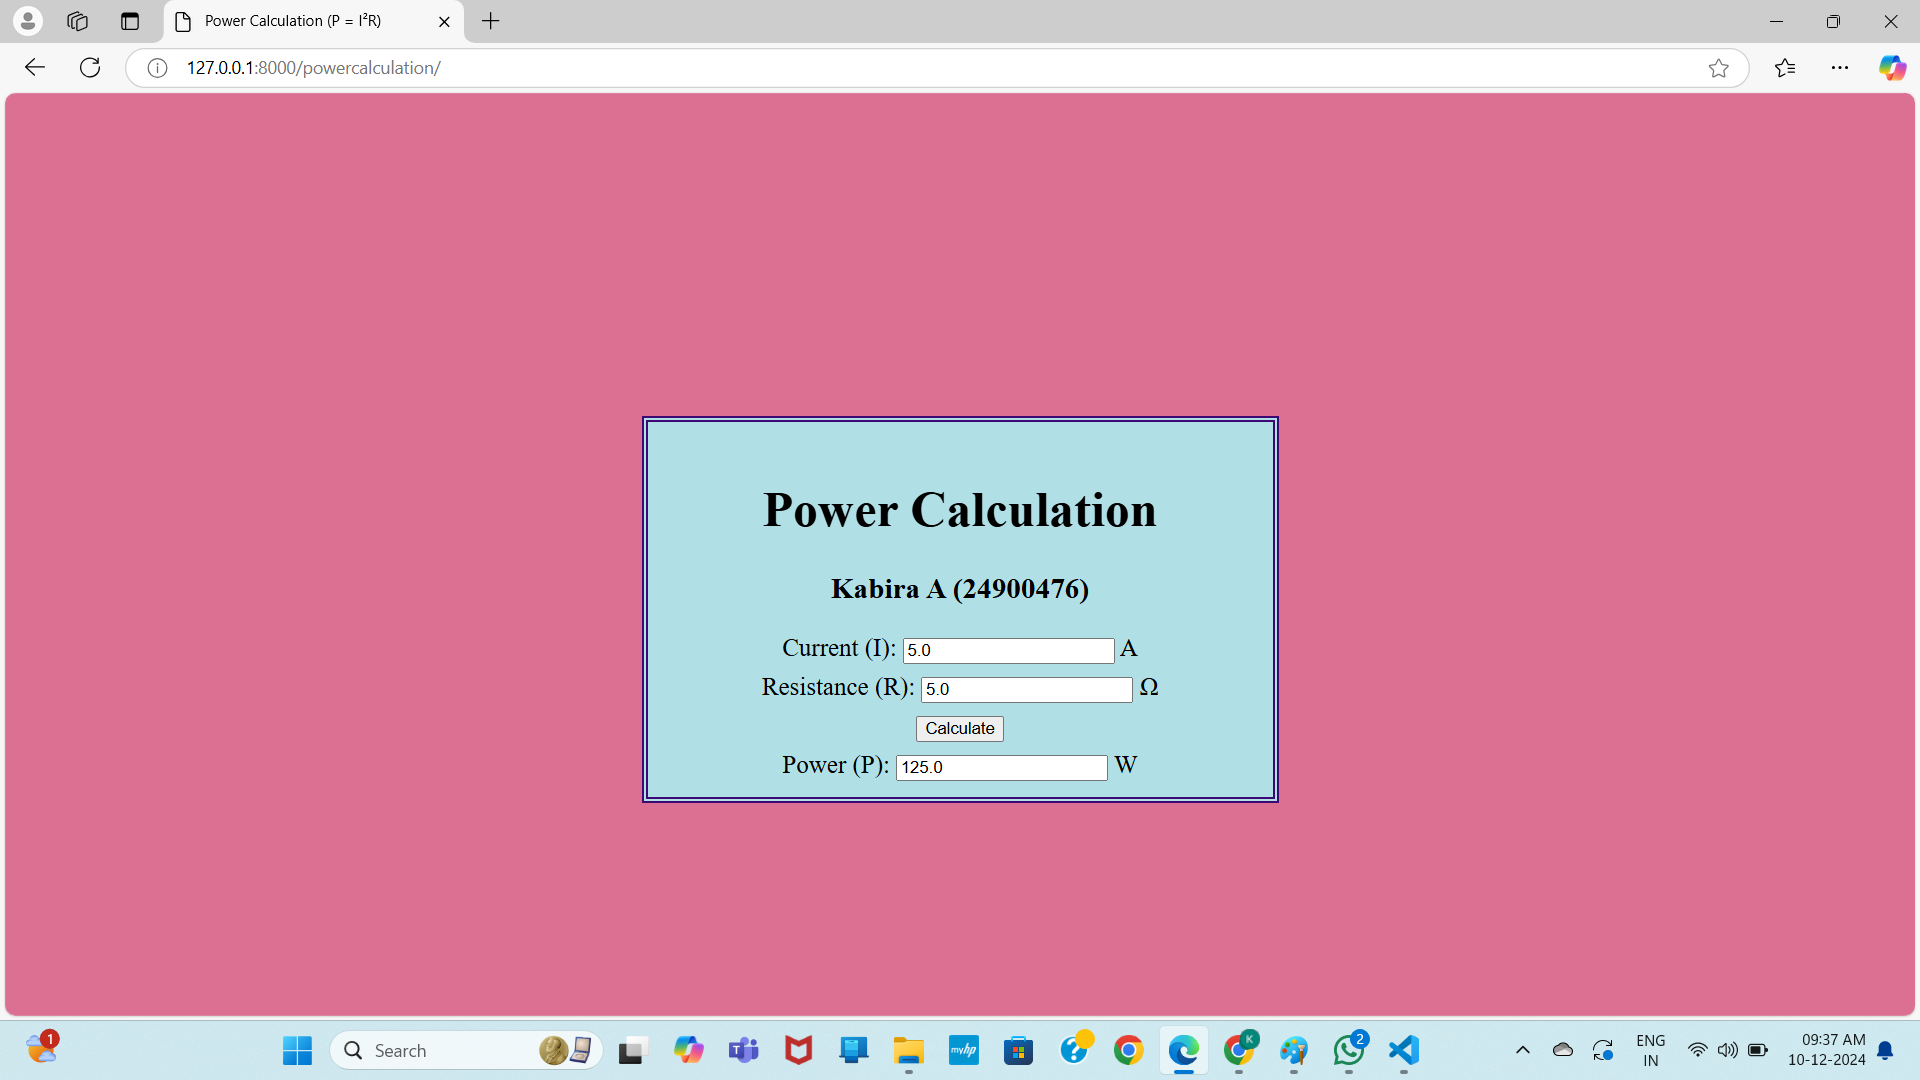 Power Calculation (P = I²R)
127.0.0.1:8000/powercalculation/
Power Calculation
Kabira A (24900476)
Current (I): 5.0 A
Resistance (R): 5.0 Ω
Calculate
Power (P): 125.0 W
1
Search
T
myhp
?
K
2
ENG
IN
09:37 AM
10-12-2024